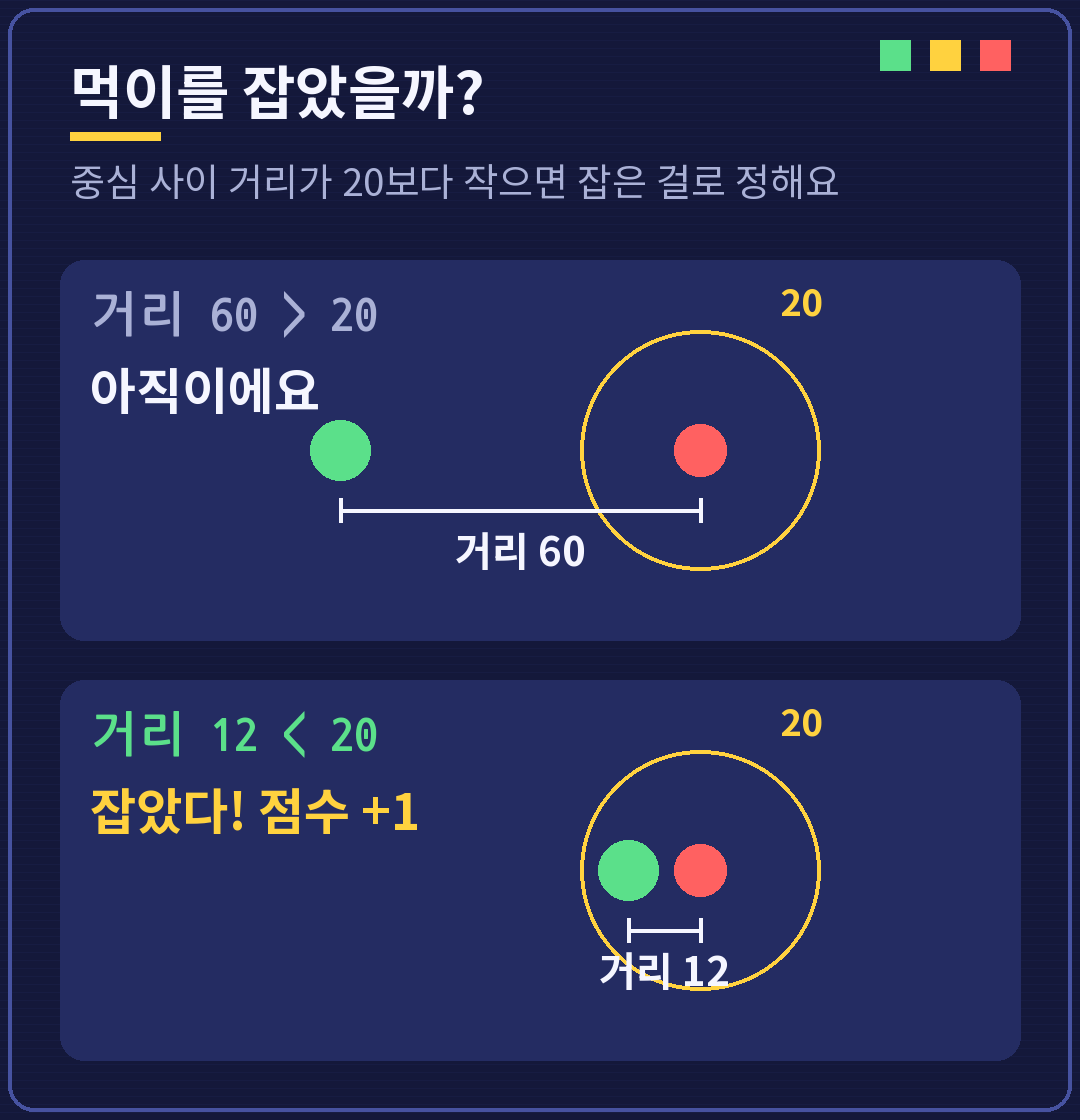 먹이를 잡았을까?
중심 사이 거리가 20보다 작으면 잡은 걸로 정해요
거리 60 > 20
20
아직이에요
거리 60
거리 12 < 20
20
잡았다! 점수 +1
거리 12